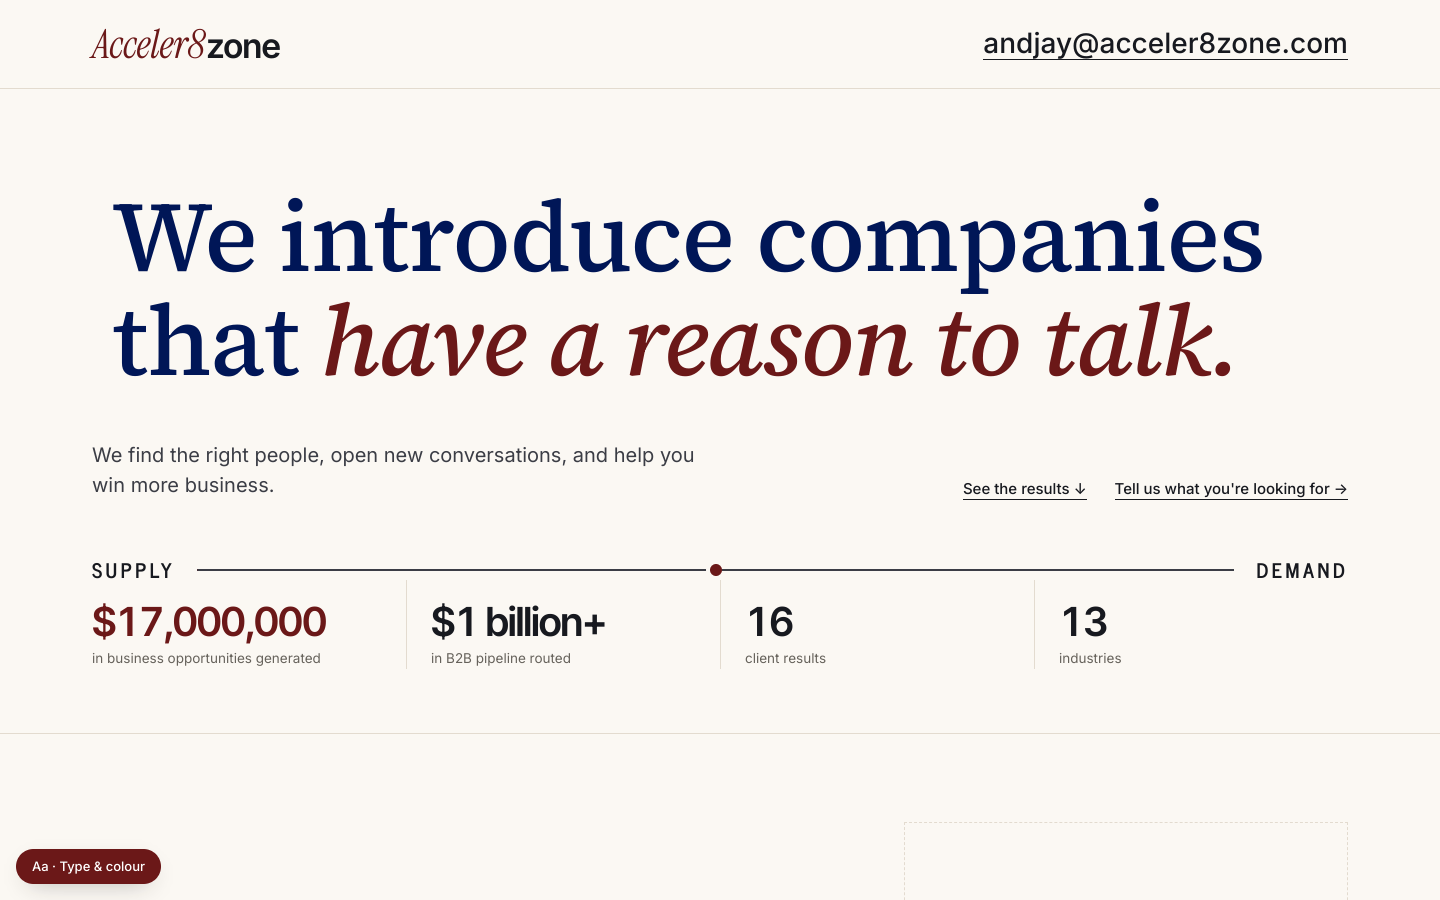 Acceler8zone
andjay@acceler8zone.com
We introduce companies
that have a reason to talk.
We find the right people, open new conversations, and help you
win more business.
See the results ↓
Tell us what you're looking for →
SUPPLY
DEMAND
$17,000,000
in business opportunities generated
$1 billion+
in B2B pipeline routed
16
client results
13
industries
Aa · Type & colour